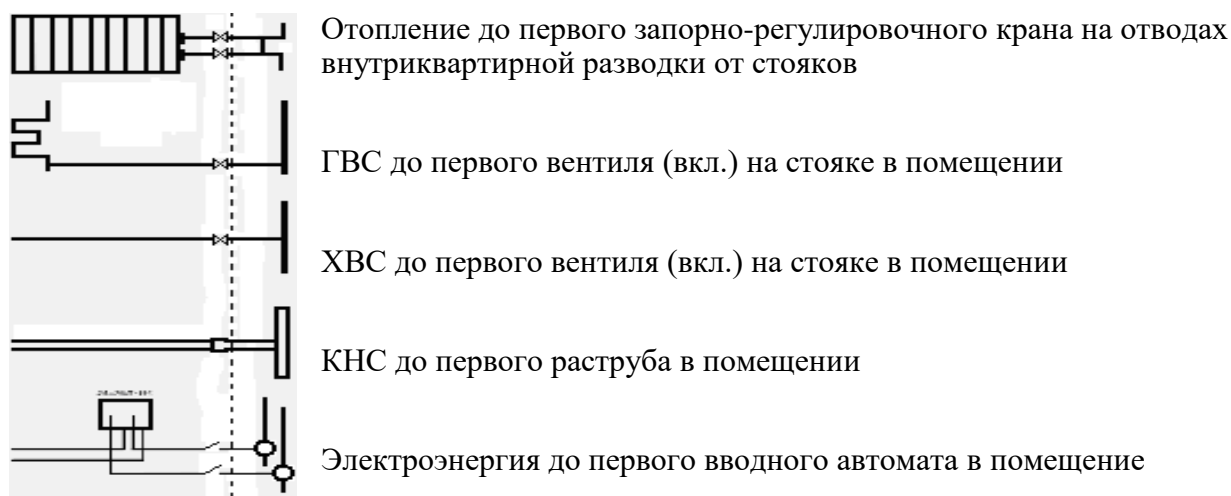 Отопление до первого запорно-регулировочного крана на отводах
внутриквартирной разводки от стояков
ГВС до первого вентиля (вкл.) на стояке в помещении
ХВС до первого вентиля (вкл.) на стояке в помещении
КНС до первого раструба в помещении
Электроэнергия до первого вводного автомата в помещение